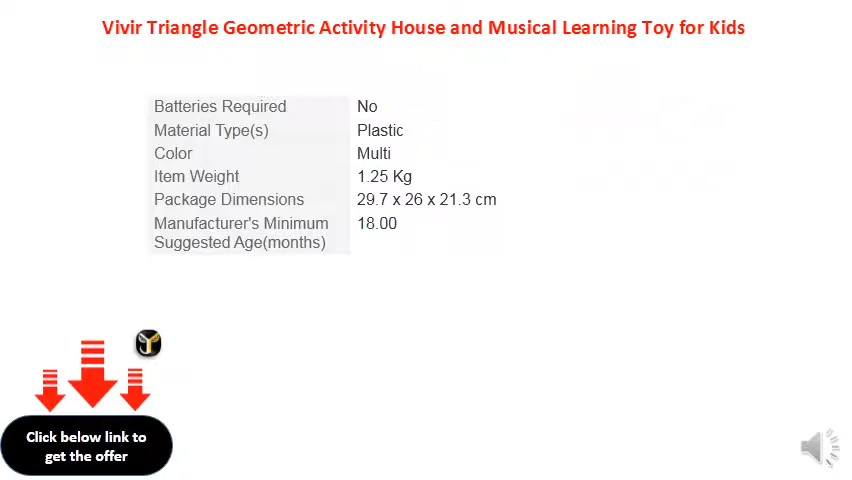 Vivir Triangle Geometric Activity House and Musical Learning Toy for Kids
Batteries Required No
Material Type(s) Plastic
Color Multi
Item Weight 1.25 Kg
Package Dimensions 29.7 x 26 x 21.3 cm
Manufacturer's Minimum 18.00
Suggested Age(months)
Click below link to
get the offer